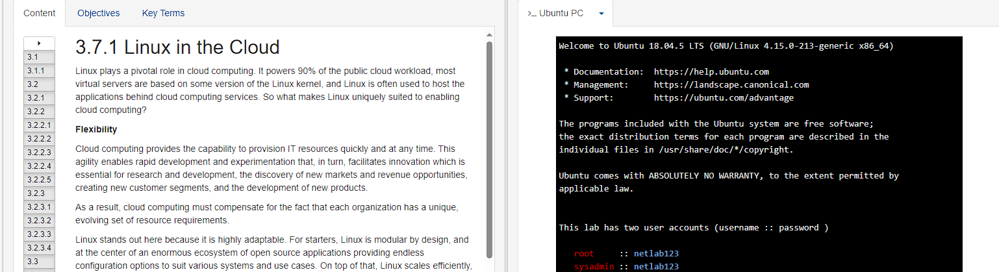 Content Objectives Key Terms
3.1
3.1.1
3.2
3.2.1
3.2.2
3.2.2.1
3.2.2.2
3.2.2.3
3.2.2.4
3.2.2.5
3.2.3
3.2.3.1
3.2.3.2
3.2.3.3
3.2.3.4
3.3
3.7.1 Linux in the Cloud
Linux plays a pivotal role in cloud computing. It powers 90% of the public cloud workload, most
virtual servers are based on some version of the Linux kernel, and Linux is often used to host the
applications behind cloud computing services. So what makes Linux uniquely suited to enabling
cloud computing?
Flexibility
Cloud computing provides the capability to provision IT resources quickly and at any time. This
agility enables rapid development and experimentation that, in turn, facilitates innovation which is
essential for research and development, the discovery of new markets and revenue opportunities,
creating new customer segments, and the development of new products.
As a result, cloud computing must compensate for the fact that each organization has a unique,
evolving set of resource requirements.
Linux stands out here because it is highly adaptable. For starters, Linux is modular by design, and
at the center of an enormous ecosystem of open source applications providing endless
configuration options to suit various systems and use cases. On top of that, Linux scales efficiently,
>_ Ubuntu PC
Welcome to Ubuntu 18.04.5 LTS (GNU/Linux 4.15.0-213-generic x86_64)
* Documentation: https://help.ubuntu.com
* Management: https://landscape.canonical.com
* Support: https://ubuntu.com/advantage
The programs included with the Ubuntu system are free software;
the exact distribution terms for each program are described in the
individual files in /usr/share/doc/*/copyright.
Ubuntu comes with ABSOLUTELY NO WARRANTY, to the extent permitted by
applicable law.
This lab has two user accounts (username :: password )
root :: netlab123
sysadmin :: netlab123